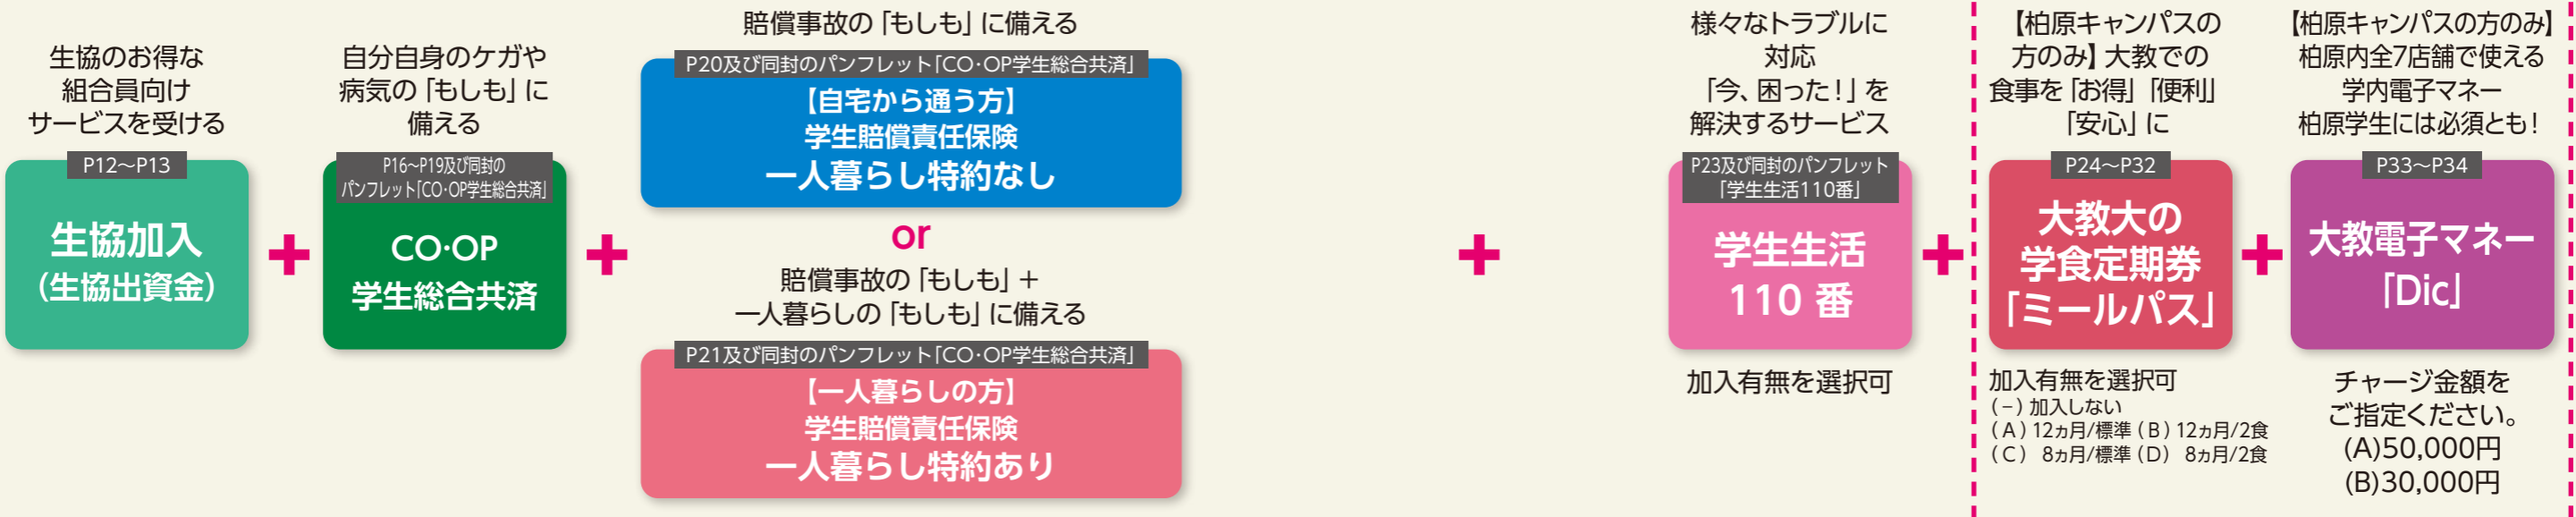 生協のお得な
組合員向け
サービスを受ける
P12〜P13
生協加入
（生協出資金）
+
自分自身のケガや
病気の「もしも」に
備える
P16〜P19及び同封の
パンフレット「CO・OP学生総合共済」
CO・OP
学生総合共済
+
賠償事故の「もしも」に備える
P20及び同封のパンフレット「CO・OP学生総合共済」
【自宅から通う方】
学生賠償責任保険
一人暮らし特約なし
or
賠償事故の「もしも」＋
一人暮らしの「もしも」に備える
P21及び同封のパンフレット「CO・OP学生総合共済」
【一人暮らしの方】
学生賠償責任保険
一人暮らし特約あり
+
様々なトラブルに
対応
「今、困った！」を
解決するサービス
P23及び同封のパンフレット
「学生生活110番」
学生生活
110 番
加入有無を選択可
+
【柏原キャンパスの
方のみ】大教での
食事を「お得」「便利」
「安心」に
P24〜P32
大教大の
学食定期券
「ミールパス」
加入有無を選択可
(−) 加入しない
(A) 12ヵ月/標準 (B) 12ヵ月/2食
(C) 8ヵ月/標準 (D) 8ヵ月/2食
+
【柏原キャンパスの方のみ】
柏原内全7店舗で使える
学内電子マネー
柏原学生には必須とも！
P33〜P34
大教電子マネー
「Dic」
チャージ金額を
ご指定ください。
(A)50,000円
(B)30,000円